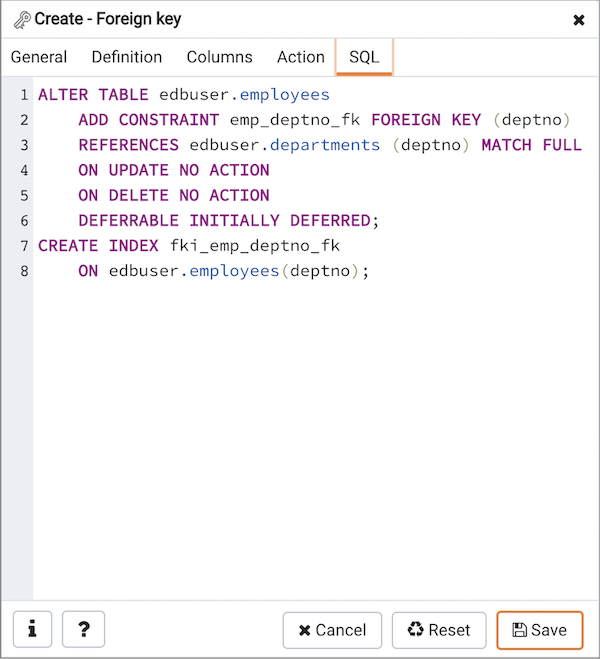 Create - Foreign key
General Definition Columns Action SQL
1 ALTER TABLE edbuser.employees
2 ADD CONSTRAINT emp_deptno_fk FOREIGN KEY (deptno)
3 REFERENCES edbuser.departments (deptno) MATCH FULL
4 ON UPDATE NO ACTION
5 ON DELETE NO ACTION
6 DEFERRABLE INITIALLY DEFERRED;
7 CREATE INDEX fki_emp_deptno_fk
8 ON edbuser.employees(deptno);
i ? Cancel Reset Save